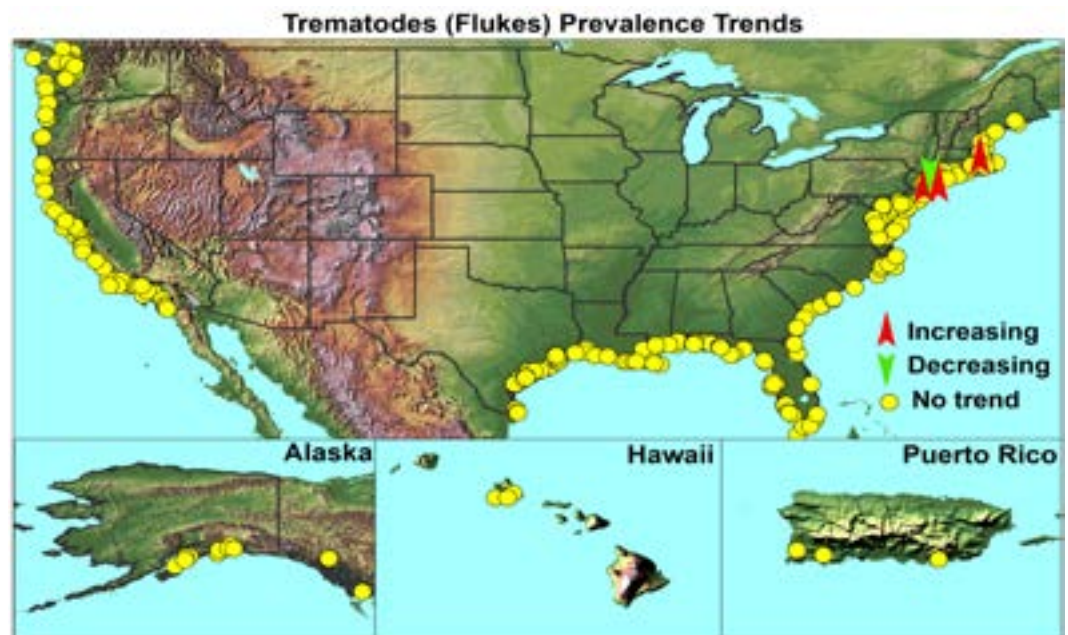 Trematodes (Flukes) Prevalence Trends
Increasing
Decreasing
No trend
Alaska
Hawaii
Puerto Rico